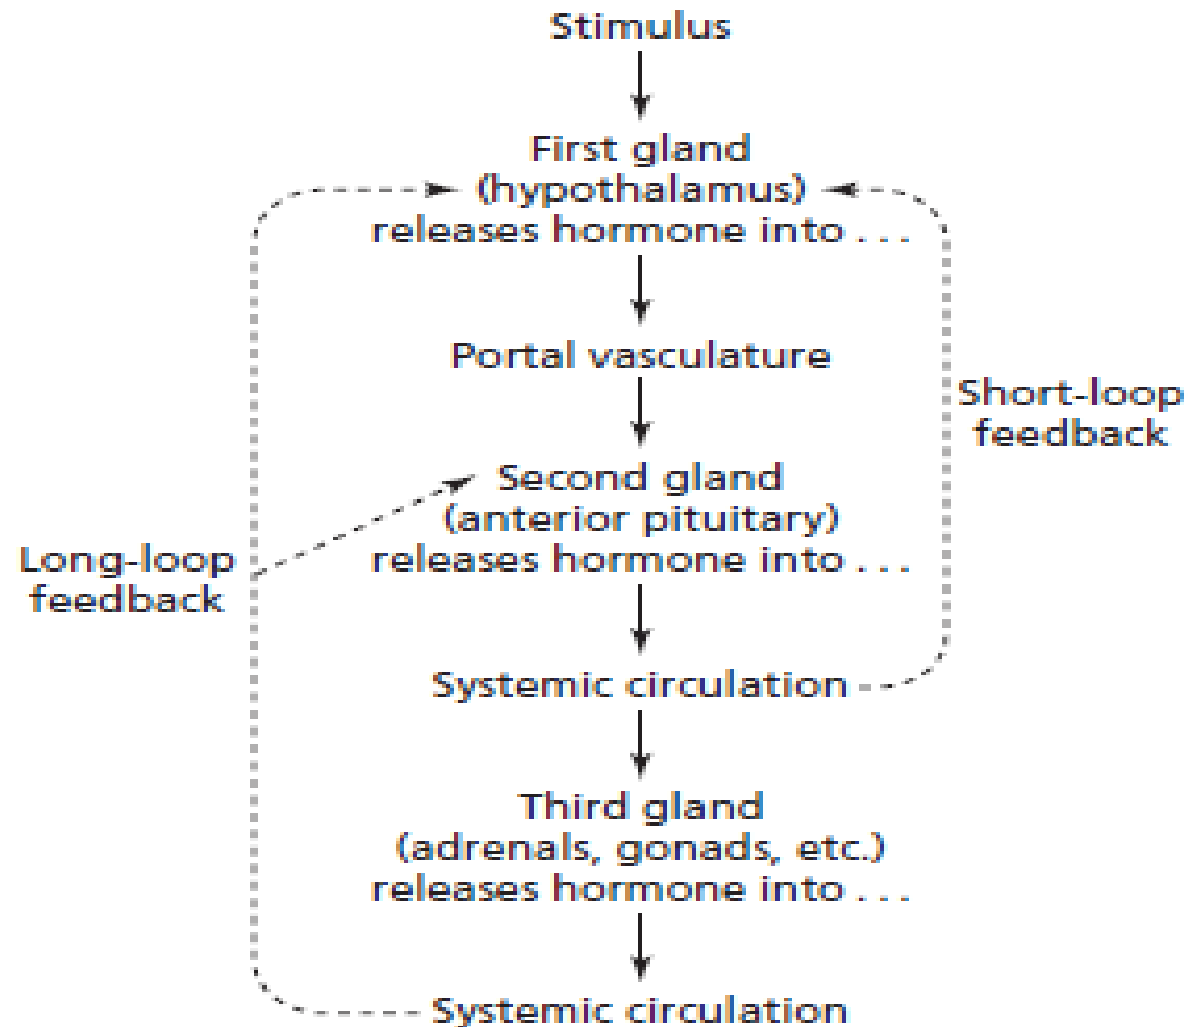 Stimulus
First gland
(hypothalamus)
releases hormone into . . .
Portal vasculature
Short-loop
feedback
Second gland
(anterior pituitary)
releases hormone into . . .
Long-loop
feedback
Systemic circulation
Third gland
(adrenals, gonads, etc.)
releases hormone into . . .
Systemic circulation